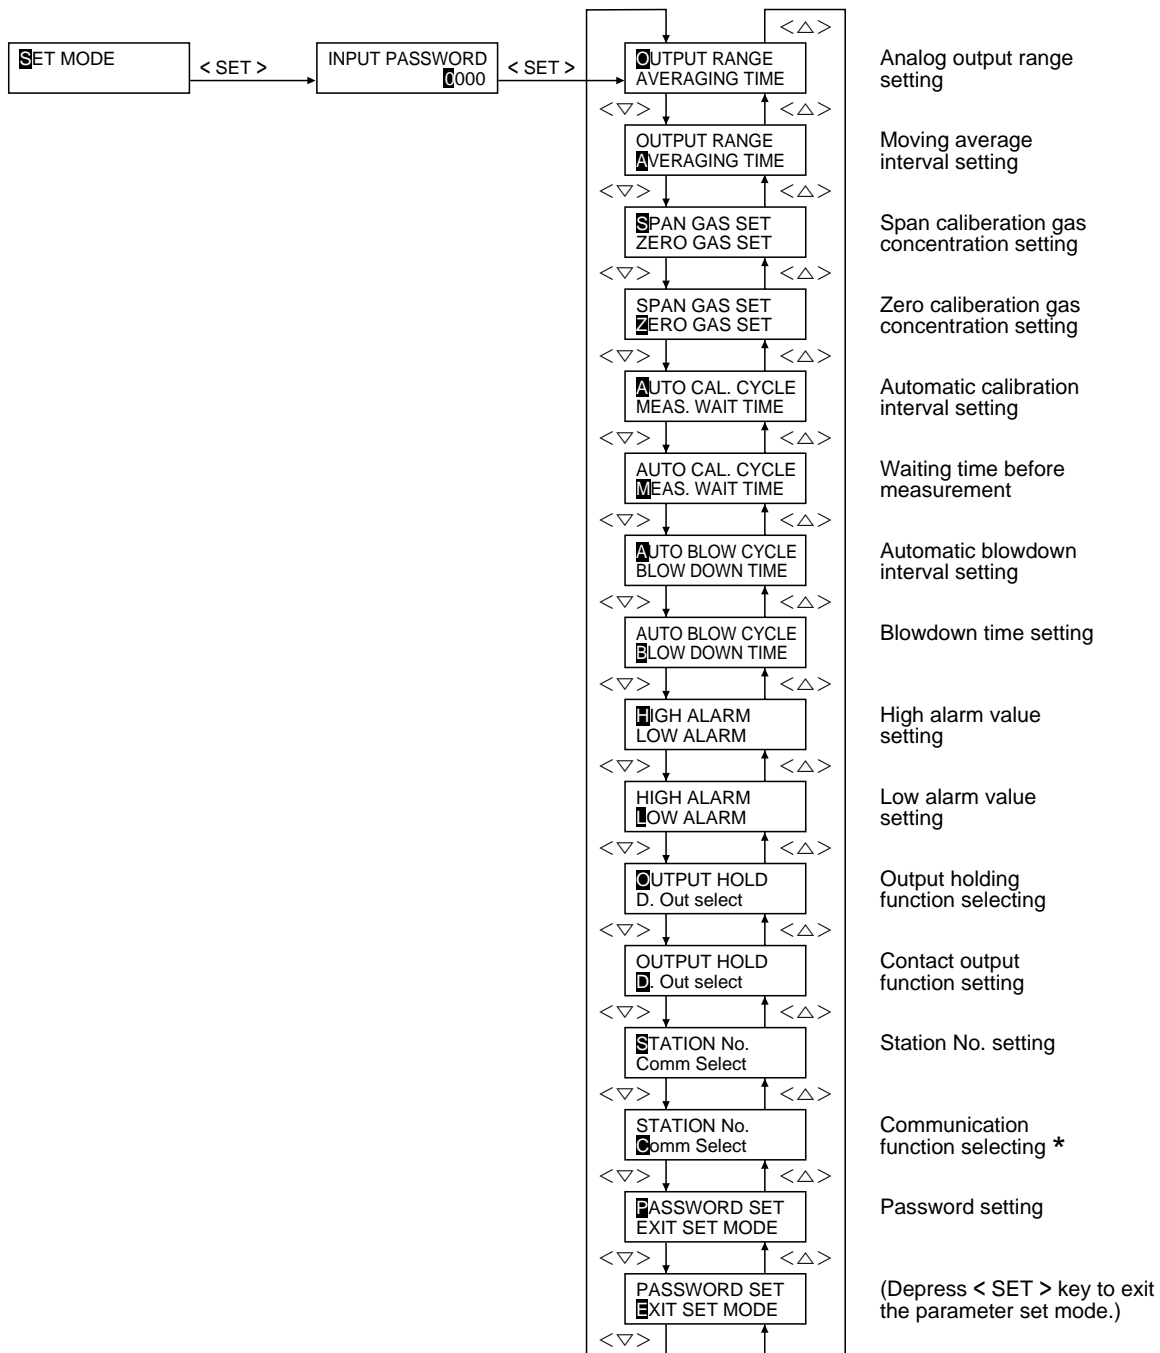 <△>
SET MODE
< SET >
INPUT PASSWORD
0000
< SET >
OUTPUT RANGE
AVERAGING TIME
Analog output range
setting
<▽>
<△>
OUTPUT RANGE
AVERAGING TIME
Moving average
interval setting
<▽>
<△>
SPAN GAS SET
ZERO GAS SET
Span caliberation gas
concentration setting
<▽>
<△>
SPAN GAS SET
ZERO GAS SET
Zero caliberation gas
concentration setting
<▽>
<△>
AUTO CAL. CYCLE
MEAS. WAIT TIME
Automatic calibration
interval setting
<▽>
<△>
AUTO CAL. CYCLE
MEAS. WAIT TIME
Waiting time before
measurement
<▽>
<△>
AUTO BLOW CYCLE
BLOW DOWN TIME
Automatic blowdown
interval setting
<▽>
<△>
AUTO BLOW CYCLE
BLOW DOWN TIME
Blowdown time setting
<▽>
<△>
HIGH ALARM
LOW ALARM
High alarm value
setting
<▽>
<△>
HIGH ALARM
LOW ALARM
Low alarm value
setting
<▽>
<△>
OUTPUT HOLD
D. Out select
Output holding
function selecting
<▽>
<△>
OUTPUT HOLD
D. Out select
Contact output
function setting
<▽>
<△>
STATION No.
Comm Select
Station No. setting
<▽>
<△>
STATION No.
Comm Select
Communication
function selecting *
<▽>
<△>
PASSWORD SET
EXIT SET MODE
Password setting
<▽>
<△>
PASSWORD SET
EXIT SET MODE
(Depress < SET > key to exit
the parameter set mode.)
<▽>